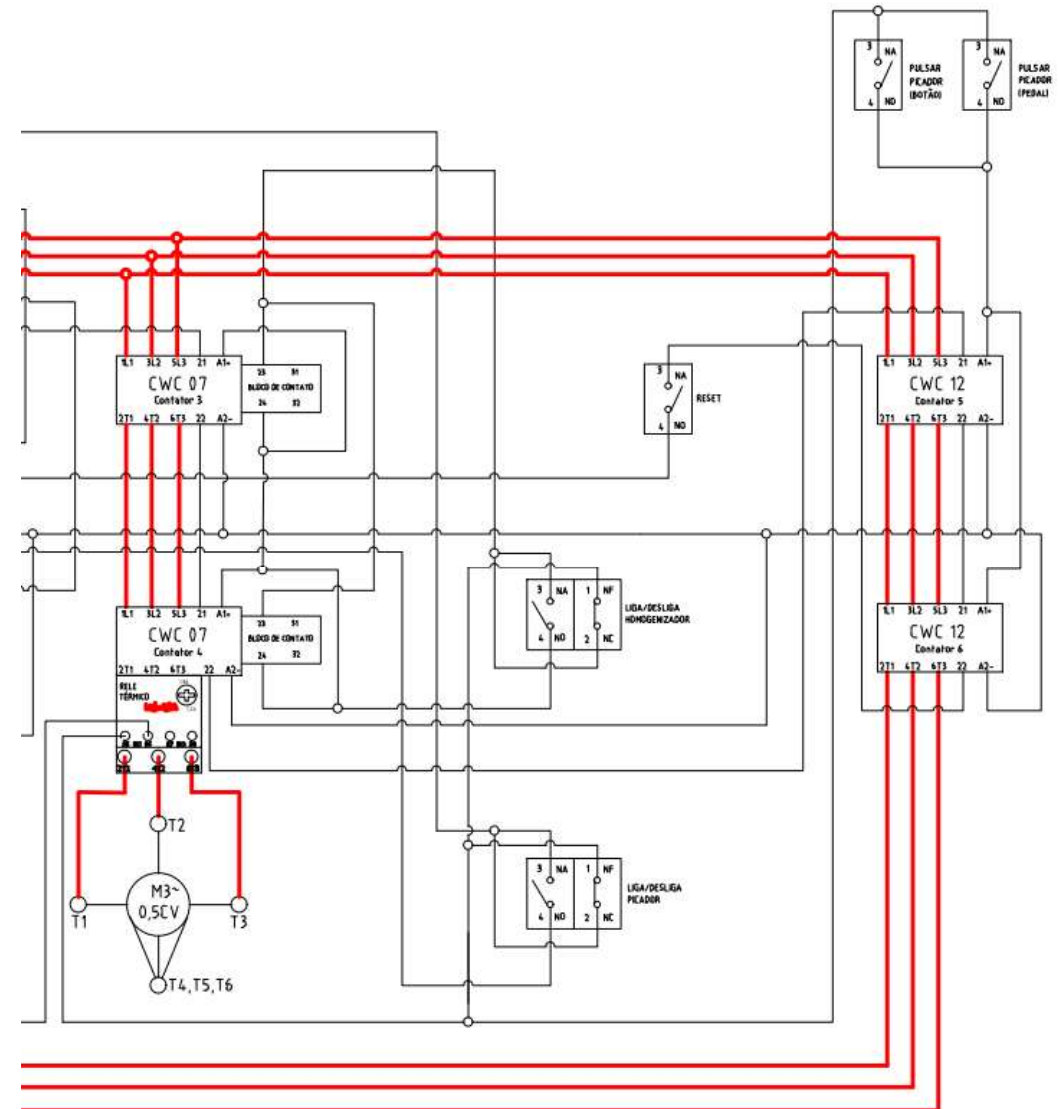 3 NA
4 NO
PULSAR
PICADOR
(BOTÃO)
3 NA
4 NO
PULSAR
PICADOR
(PEDAL)
1L1 3L2 5L3 21 A1+
CWC 07
Contator 3
2T1 4T2 6T3 22 A2-
23 31
BLOCO DE CONTATO
24 32
3 NA
4 NO
RESET
1L1 3L2 5L3 21 A1+
CWC 12
Contator 5
2T1 4T2 6T3 22 A2-
1L1 3L2 5L3 21 A1+
CWC 07
Contator 4
2T1 4T2 6T3 22 A2-
23 31
BLOCO DE CONTATO
24 32
3 NA 1 NF
4 NO 2 NC
LIGA/DESLIGA
HOMOGENIZADOR
1L1 3L2 5L3 21 A1+
CWC 12
Contator 6
2T1 4T2 6T3 22 A2-
RELE
TÉRMICO
2T1 4T2 6T3
T2
M3~
0,5CV
T1
T3
T4,T5,T6
3 NA 1 NF
4 NO 2 NC
LIGA/DESLIGA
PICADOR